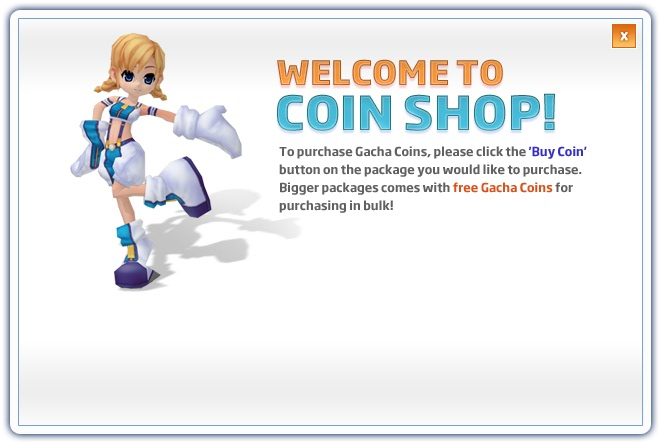 x
WELCOME TO
COIN SHOP!
To purchase Gacha Coins, please click the 'Buy Coin'
button on the package you would like to purchase.
Bigger packages comes with free Gacha Coins for
purchasing in bulk!